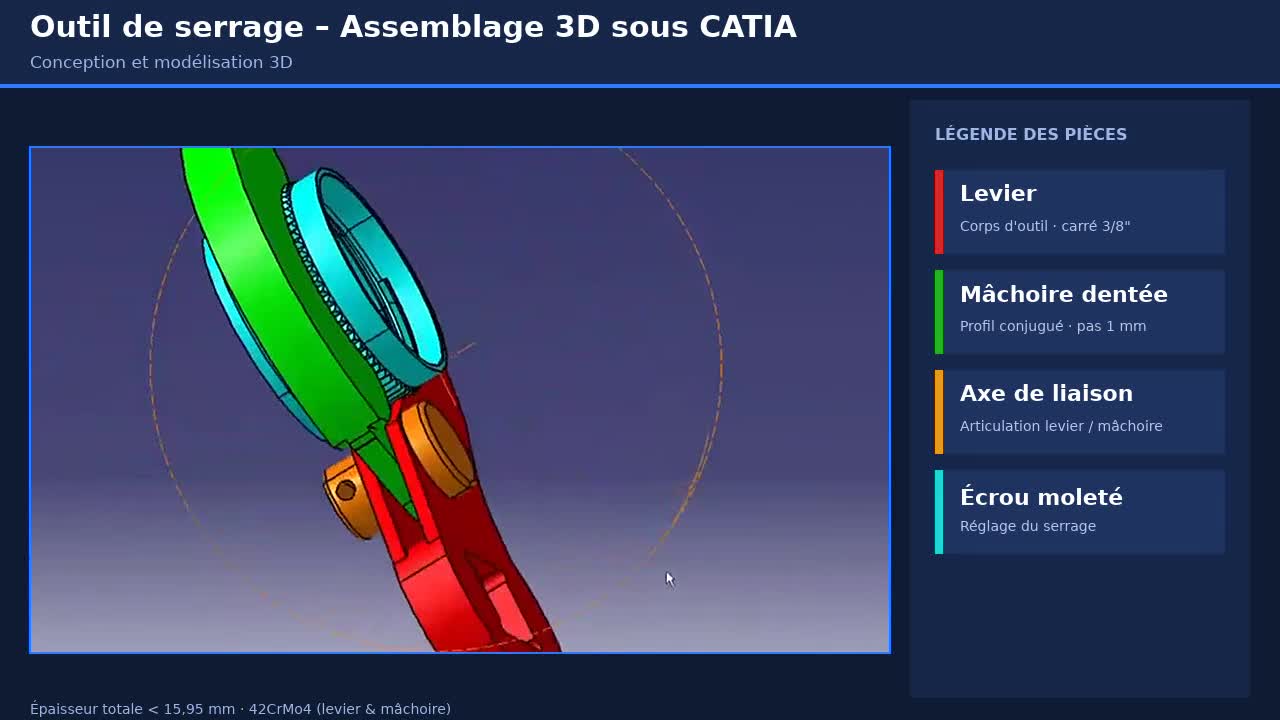 Outil de serrage – Assemblage 3D sous CATIA
Conception et modélisation 3D
LÉGENDE DES PIÈCES
Levier
Corps d'outil · carré 3/8"
Mâchoire dentée
Profil conjugué · pas 1 mm
Axe de liaison
Articulation levier / mâchoire
Écrou moleté
Réglage du serrage
Épaisseur totale < 15,95 mm · 42CrMo4 (levier & mâchoire)